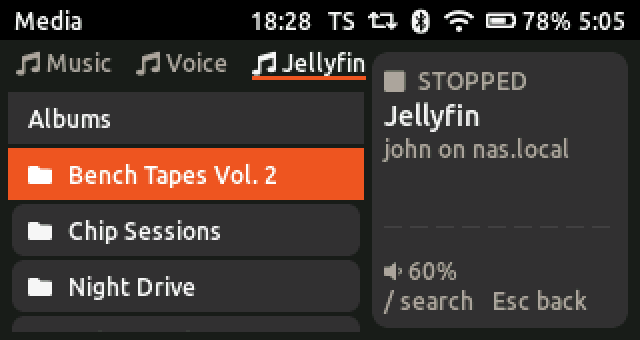 Media 18:28 TS 78% 5:05
Music Voice Jellyfin
Albums
Bench Tapes Vol. 2
Chip Sessions
Night Drive
STOPPED
Jellyfin
john on nas.local
60%
/ search Esc back